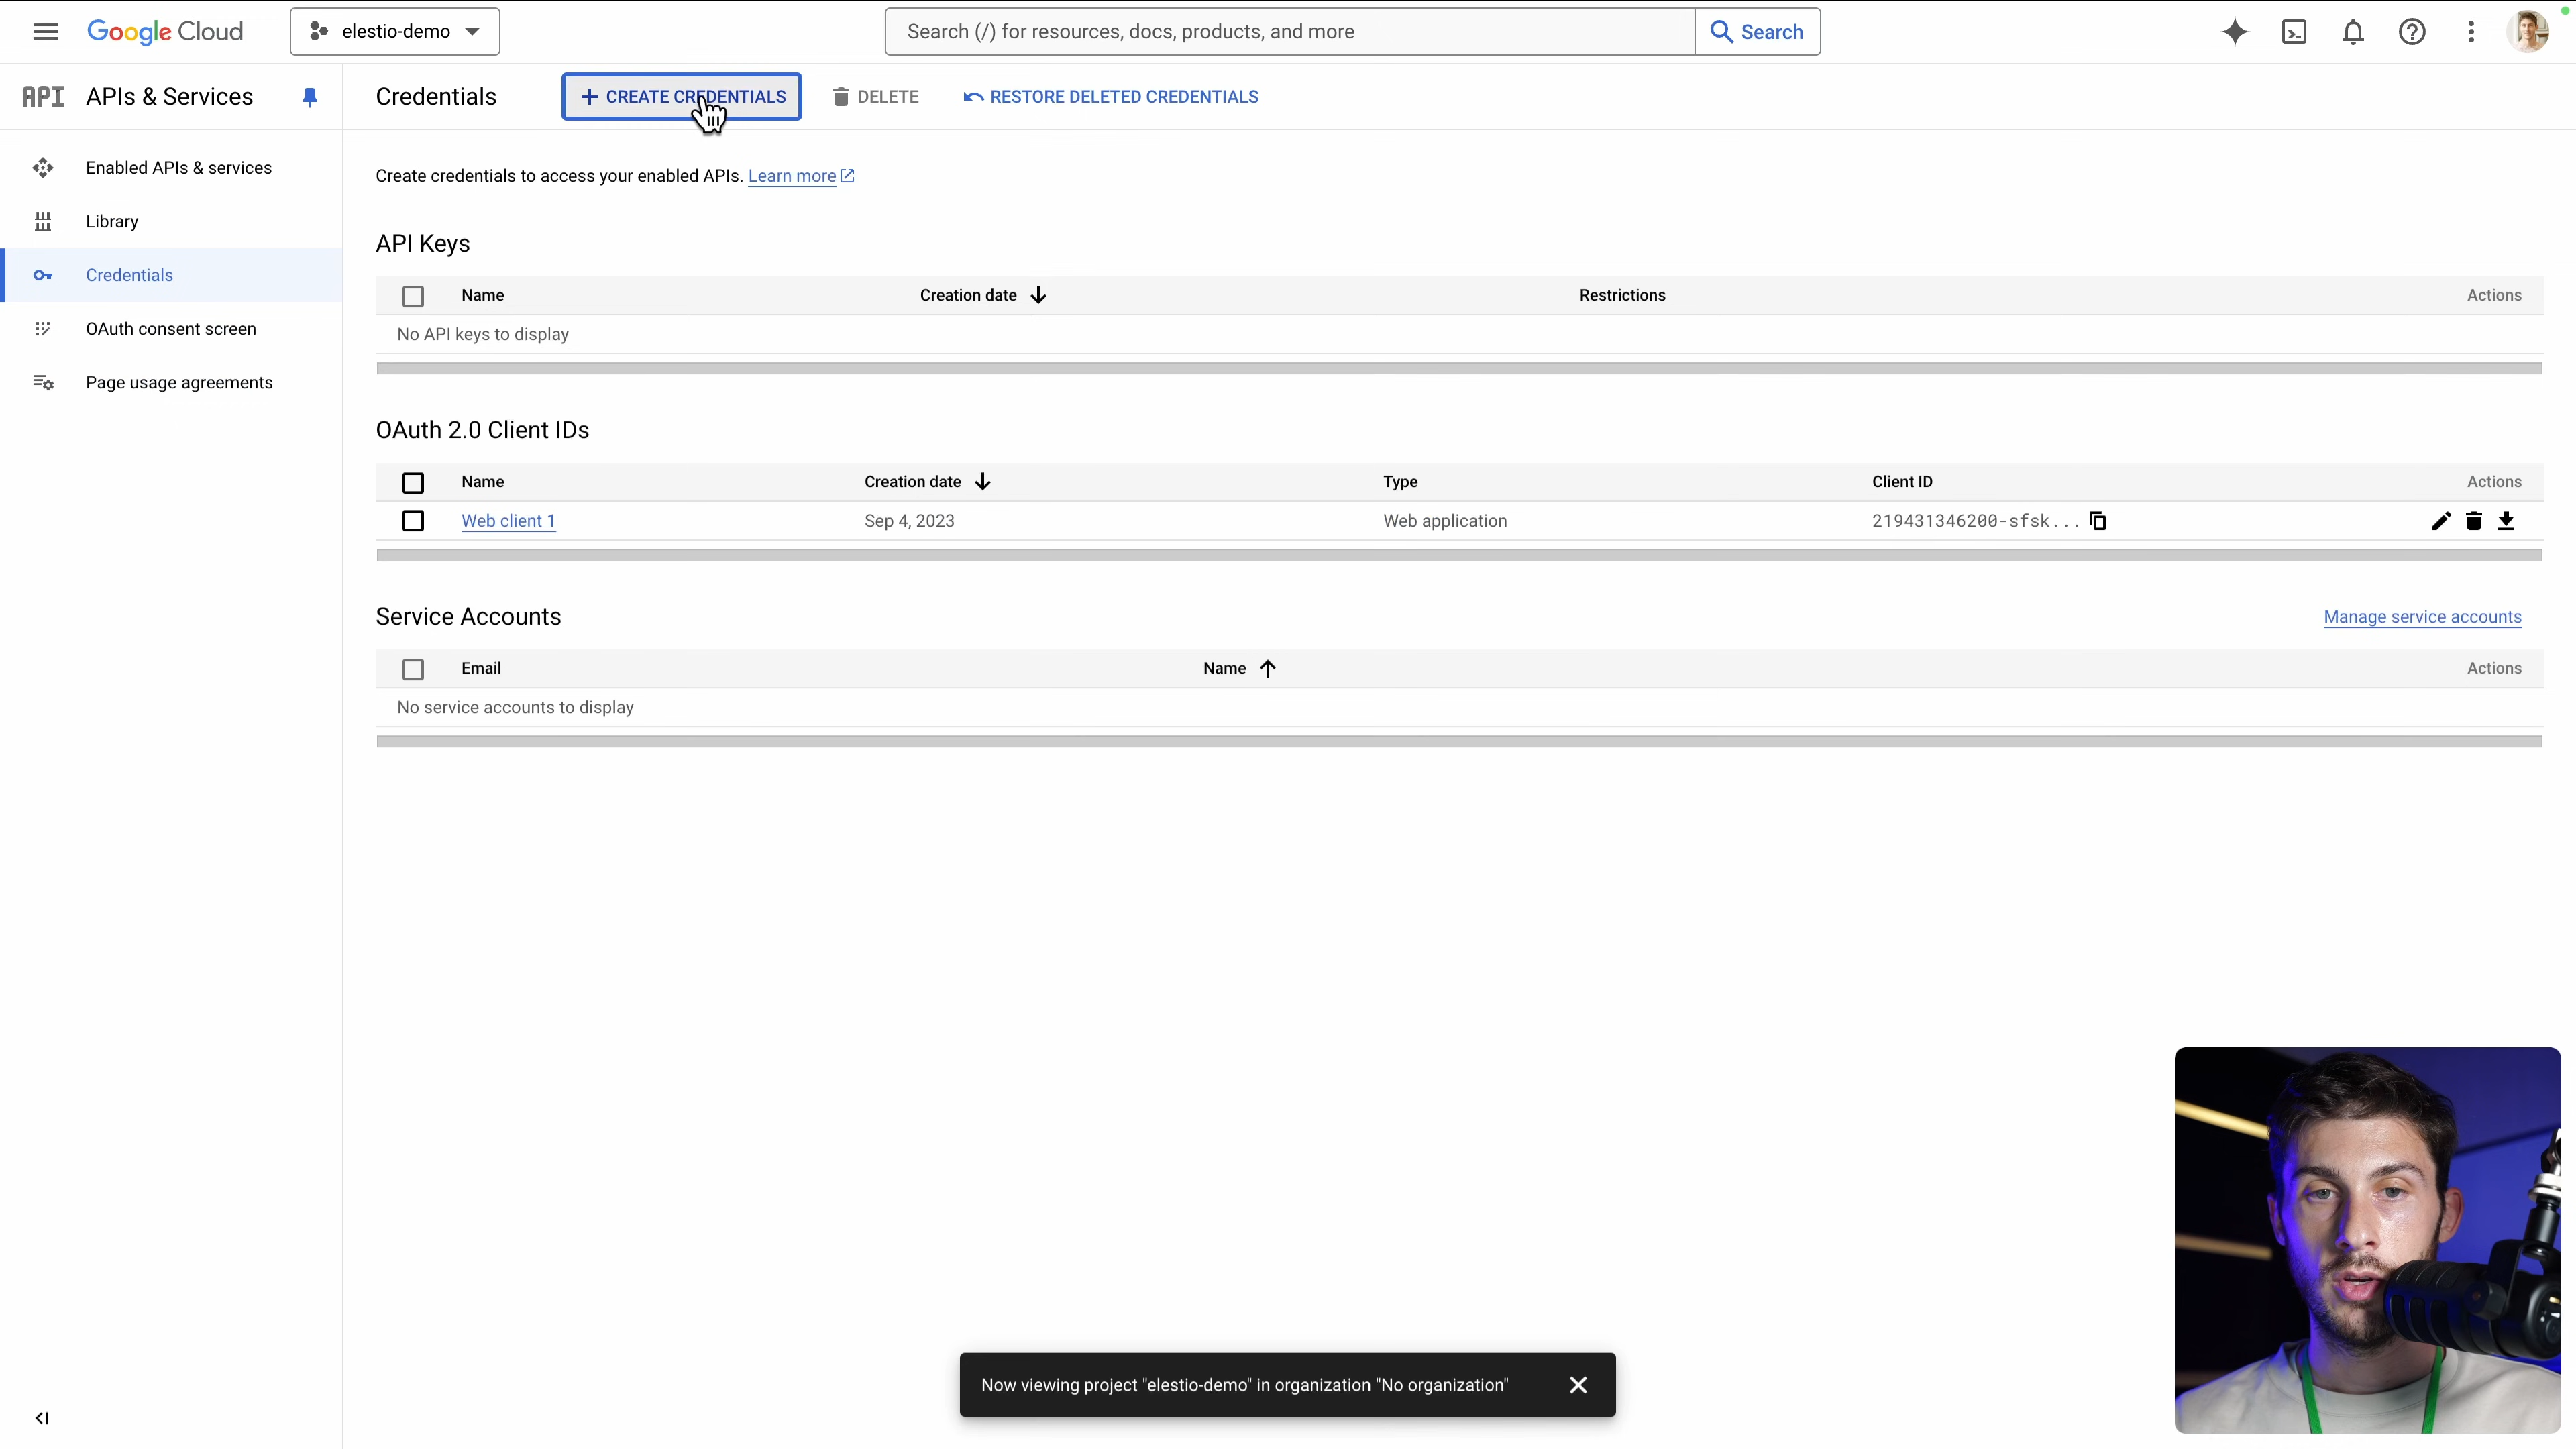 Google Cloud
elestio-demo
Search (/) for resources, docs, products, and more
Search
API
APIs & Services
Credentials
CREATE CREDENTIALS
DELETE
RESTORE DELETED CREDENTIALS
Enabled APIs & services
Library
Credentials
OAuth consent screen
Page usage agreements
Create credentials to access your enabled APIs. Learn more
API Keys
Name Creation date Restrictions Actions
No API keys to display
OAuth 2.0 Client IDs
Name Creation date Type Client ID Actions
Web client 1 Sep 4, 2023 Web application 219431346200-sfsk...
Service Accounts Manage service accounts
Email Name Actions
No service accounts to display
Now viewing project "elestio-demo" in organization "No organization"